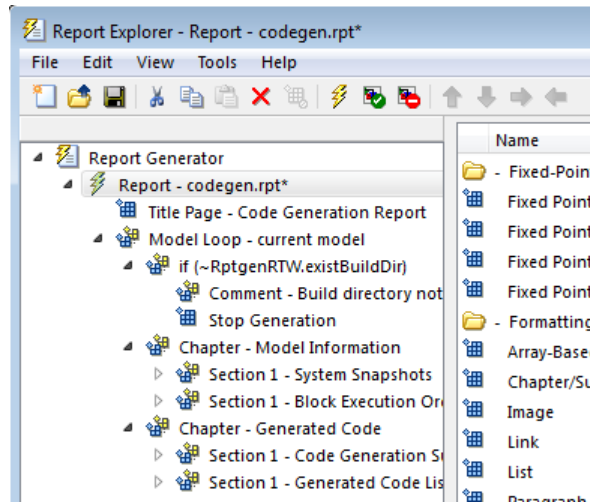 Report Explorer - Report - codegen.rpt*
File Edit View Tools Help
Name
Report Generator
Report - codegen.rpt*
Title Page - Code Generation Report
Model Loop - current model
if (~RptgenRTW.existBuildDir)
Comment - Build directory not
Stop Generation
Chapter - Model Information
Section 1 - System Snapshots
Section 1 - Block Execution
Chapter - Generated Code
Section 1 - Code Generation
Section 1 - Generated Code
- Fixed-Poin
Fixed Point
Fixed Point
Fixed Point
Fixed Point
- Formatting
Array-Base
Chapter/Su
Image
Link
List
Paragraph